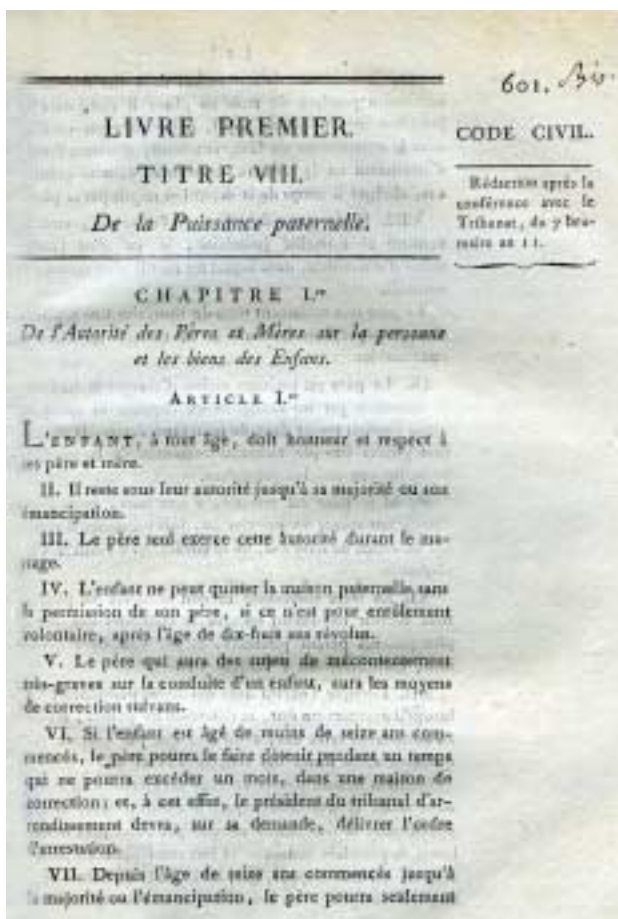 601. Bis.
LIVRE PREMIER.
CODE CIVIL.
TITRE VIII.
De la Puissance paternelle.
Rédaction après la
conférence avec le
Tribunat, du 7 bru-
maire an 11.
CHAPITRE I.er
De l'Autorité des Pères et Mères sur la personne
et les biens des Enfans.
ARTICLE I.er
L'ENFANT, à tout âge, doit honneur et respect à
ses père et mère.
II. Il reste sous leur autorité jusqu'à sa majorité ou son
émancipation.
III. Le père seul exerce cette autorité durant le ma-
riage.
IV. L'enfant ne peut quitter la maison paternelle sans
la permission de son père, si ce n'est pour enrôlement
volontaire, après l'âge de dix-huit ans révolus.
V. Le père qui aura des sujets de mécontentement
très-graves sur la conduite d'un enfant, aura les moyens
de correction suivans.
VI. Si l'enfant est âgé de moins de seize ans com-
mencés, le père pourra le faire détenir pendant un temps
qui ne pourra excéder un mois, dans une maison de
correction; et, à cet effet, le président du tribunal d'ar-
rondissement devra, sur sa demande, délivrer l'ordre
d'arrestation.
VII. Depuis l'âge de seize ans commencés jusqu'à
la majorité ou l'émancipation, le père pourra seulement